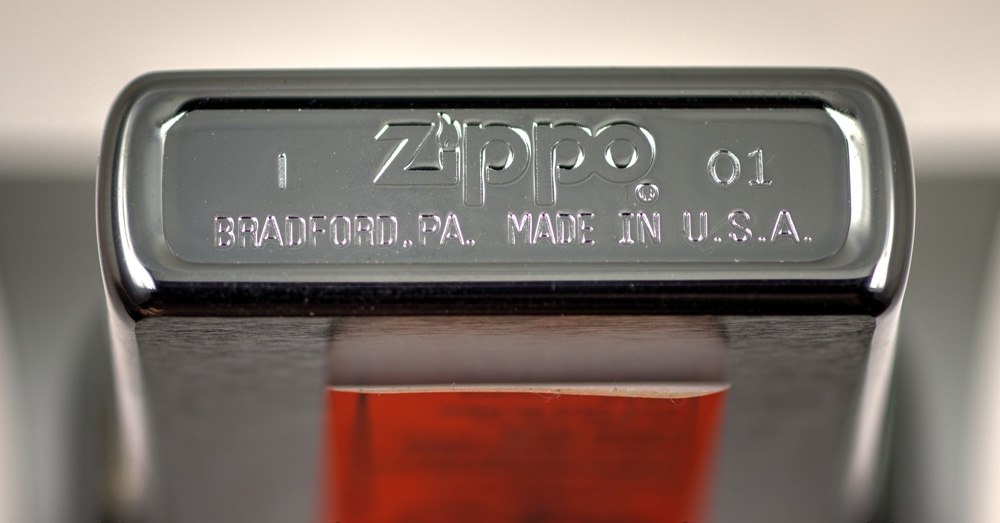 I Zippo ® 01
BRADFORD,PA. MADE IN U.S.A.